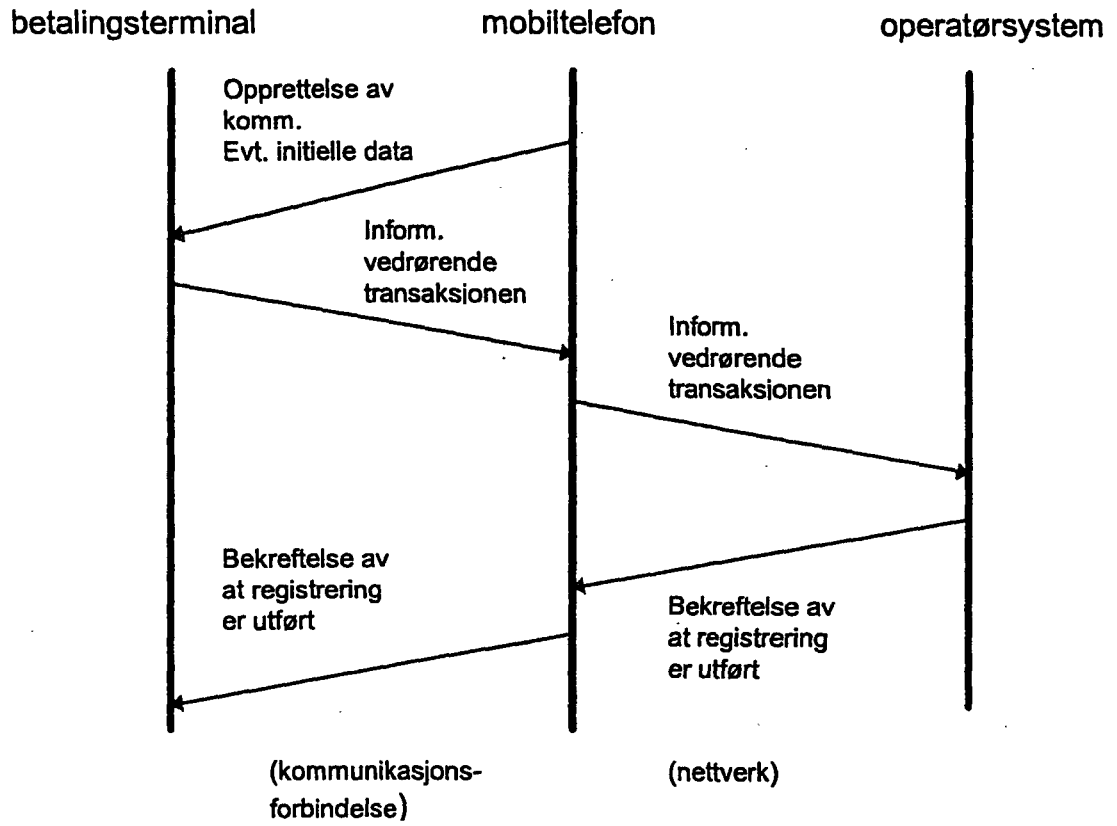 betalingsterminal
mobiltelefon
operatørsystem
Opprettelse av
komm.
Evt. initielle data
Inform.
vedrørende
transaksjonen
Inform.
vedrørende
transaksjonen
Bekreftelse av
at registrering
er utført
Bekreftelse av
at registrering
er utført
(kommunikasjons-
forbindelse)
(nettverk)